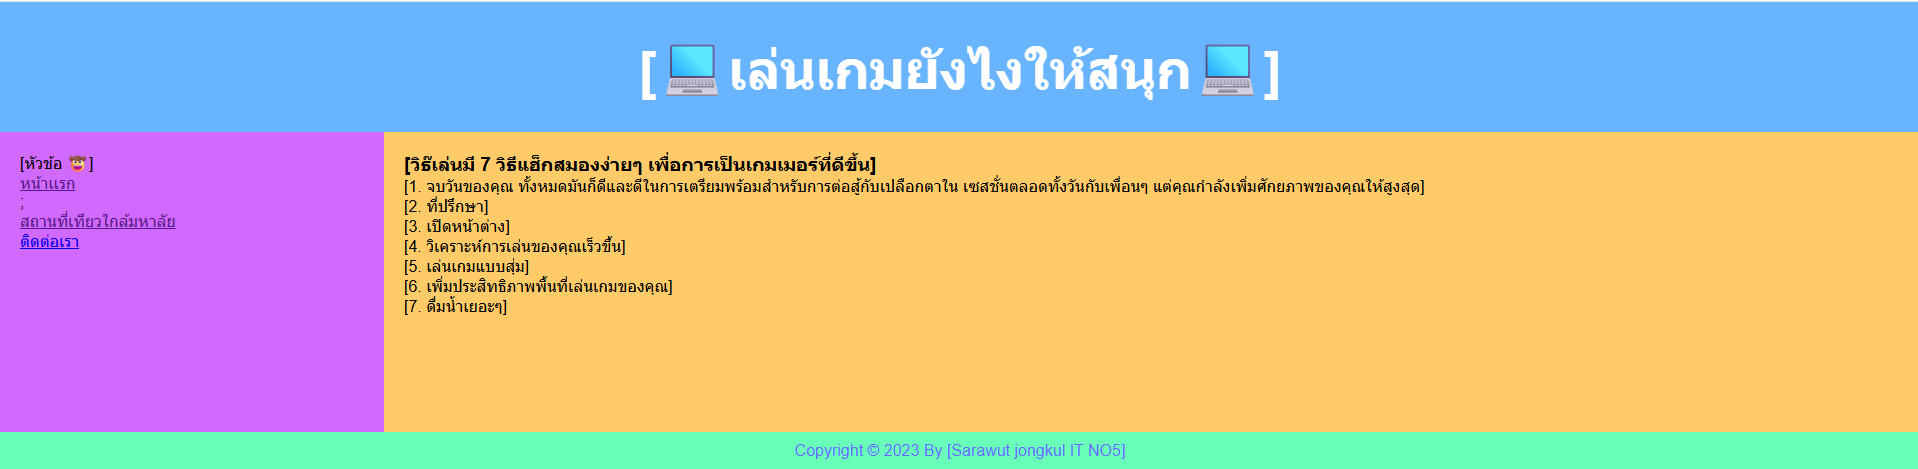 [💻เล่นเกมยังไงให้สนุก💻]
[หัวข้อ 🤠]
หน้าแรก
;
สถานที่เทียวใกล้มหาลัย
ติดต่อเรา
[วิธีเล่นมี 7 วิธีแฮ็กสมองง่ายๆ เพื่อการเป็นเกมเมอร์ที่ดีขึ้น]
[1. จบวันของคุณ ทั้งหมดมันก็ดีและดีในการเตรียมพร้อมสำหรับการต่อสู้กับเปลือกตาใน เซสชั่นตลอดทั้งวันกับเพื่อนๆ แต่คุณกำลังเพิ่มศักยภาพของคุณให้สูงสุด]
[2. ที่ปรึกษา]
[3. เปิดหน้าต่าง]
[4. วิเคราะห์การเล่นของคุณเร็วขึ้น]
[5. เล่นเกมแบบสุ่ม]
[6. เพิ่มประสิทธิภาพพื้นที่เล่นเกมของคุณ]
[7. ดื่มน้ำเยอะๆ]
Copyright © 2023 By [Sarawut jongkul IT NO5]